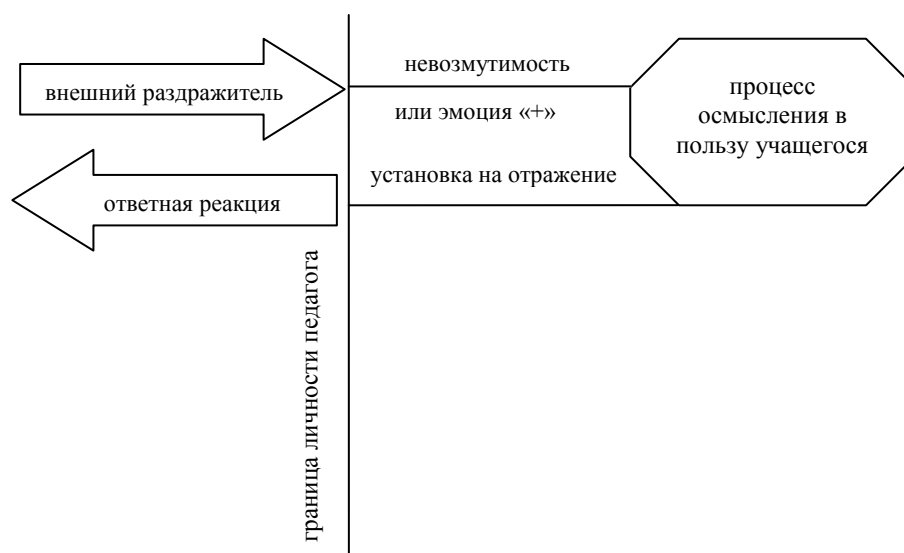 внешний раздражитель
ответная реакция
граница личности педагога
невозмутимость
или эмоция «+»
установка на отражение
процесс
осмысления в
пользу учащегося